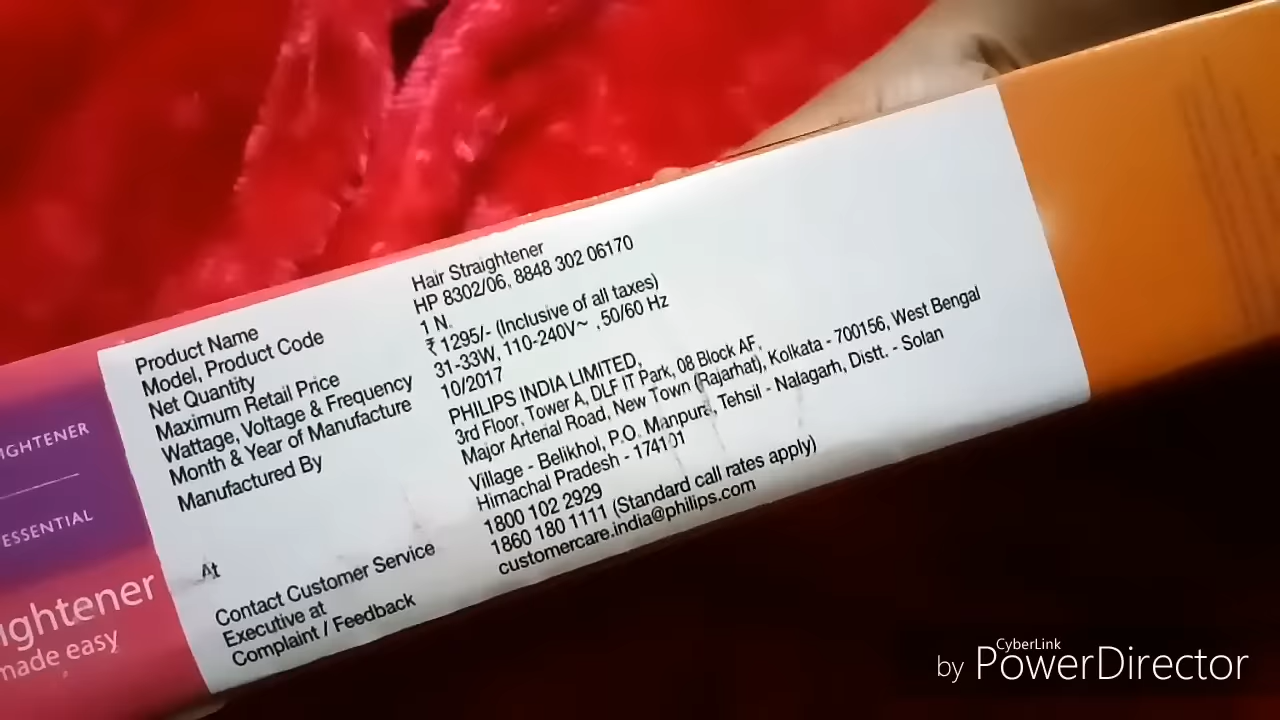 Product Name Hair Straightener
Model, Product Code HP 8302/06, 8848 302 06170
Net Quantity 1 N.
Maximum Retail Price ₹ 1295/- (Inclusive of all taxes)
Wattage, Voltage & Frequency 31-33W, 110-240V~ , 50/60 Hz
Month & Year of Manufacture 10/2017
Manufactured By PHILIPS INDIA LIMITED,
3rd Floor, Tower A, DLF IT Park, 08 Block AF,
Major Arterial Road, New Town (Rajarhat), Kolkata - 700156, West Bengal
At Village - Belikhol, P.O. Manpura, Tehsil - Nalagarh, Distt. - Solan
Himachal Pradesh - 174101
Contact Customer Service 1800 102 2929
Executive at 1860 180 1111 (Standard call rates apply)
Complaint / Feedback customercare.india@philips.com
ESSENTIAL
made easy
by CyberLink
PowerDirector